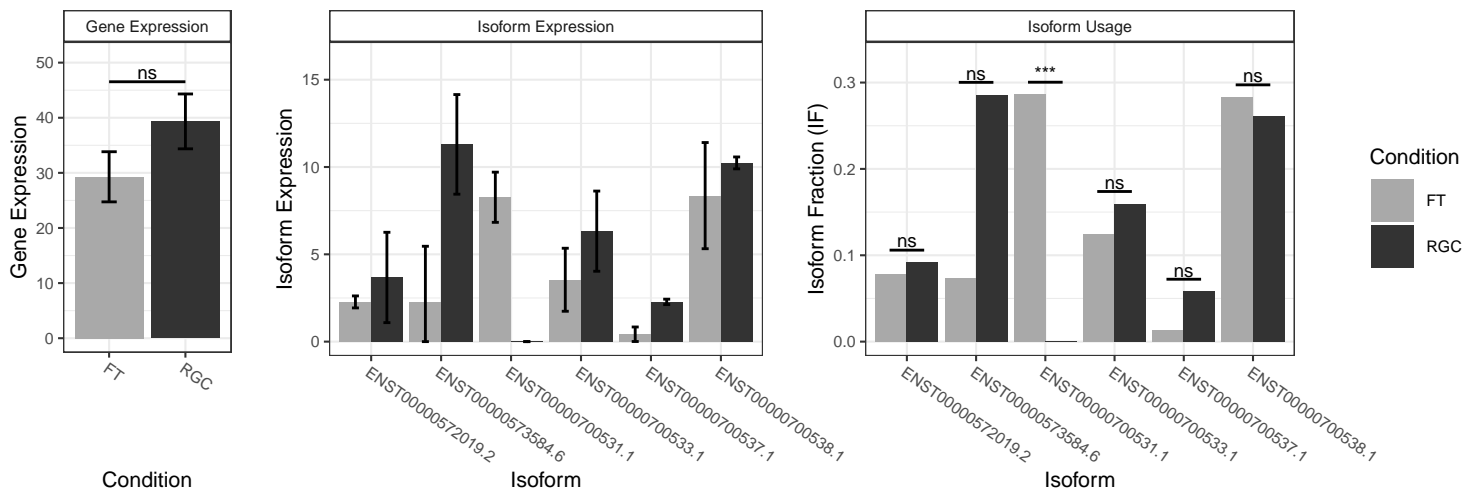 Gene Expression
Gene Expression
50
40
30
20
10
0
ns
FT
RGC
Condition
Isoform Expression
Isoform Expression
15
10
5
0
ENST00000572019.2
ENST00000573584.6
ENST00000700531.1
ENST00000700533.1
ENST00000700537.1
ENST00000700538.1
Isoform
Isoform Usage
Isoform Fraction (IF)
0.3
0.2
0.1
0.0
ns
ns
***
ns
ns
ns
ENST00000572019.2
ENST00000573584.6
ENST00000700531.1
ENST00000700533.1
ENST00000700537.1
ENST00000700538.1
Isoform
Condition
FT
RGC